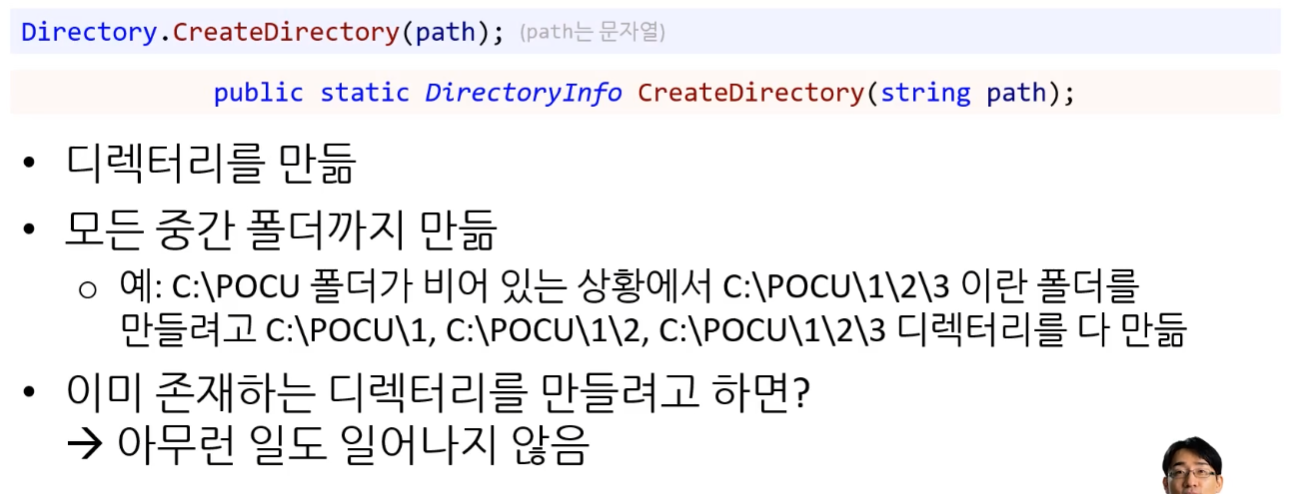 Directory.CreateDirectory(path); (path는 문자열)
public static DirectoryInfo CreateDirectory(string path);
• 디렉터리를 만듦
• 모든 중간 폴더까지 만듦
○ 예: C:\POCU 폴더가 비어 있는 상황에서 C:\POCU\1\2\3 이란 폴더를
만들려고 C:\POCU\1, C:\POCU\1\2, C:\POCU\1\2\3 디렉터리를 다 만듦
• 이미 존재하는 디렉터리를 만들려고 하면?
→ 아무런 일도 일어나지 않음